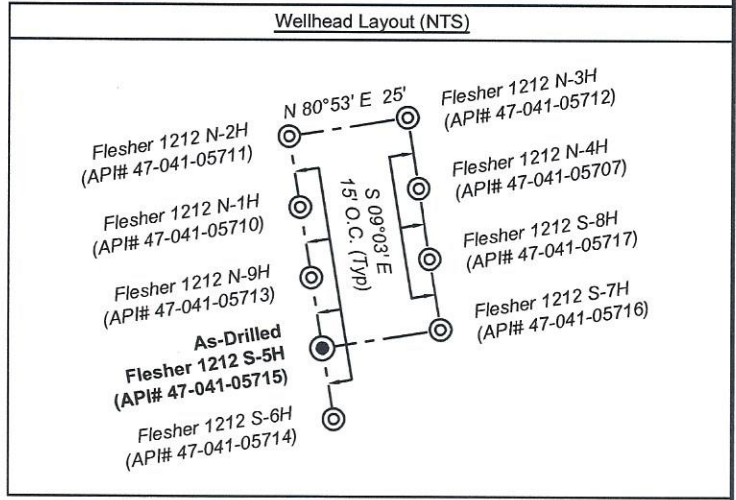 Wellhead Layout (NTS)
N 80°53' E 25'
Flesher 1212 N-2H
(API# 47-041-05711)
Flesher 1212 N-3H
(API# 47-041-05712)
Flesher 1212 N-1H
(API# 47-041-05710)
Flesher 1212 N-4H
(API# 47-041-05707)
S 09°03' E
15' O.C. (Typ)
Flesher 1212 N-9H
(API# 47-041-05713)
Flesher 1212 S-8H
(API# 47-041-05717)
As-Drilled
Flesher 1212 S-5H
(API# 47-041-05715)
Flesher 1212 S-7H
(API# 47-041-05716)
Flesher 1212 S-6H
(API# 47-041-05714)